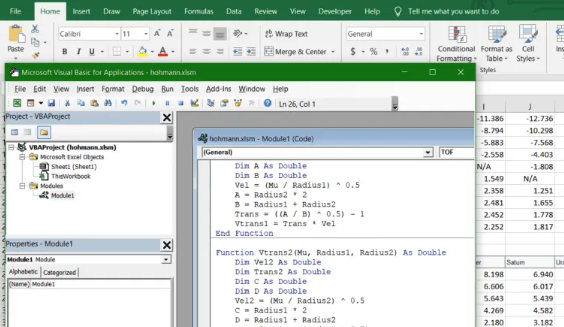 File Home Insert Draw Page Layout Formulas Data Review View Developer Help Tell me what you want to do
Calibri 11 A A Wrap Text General
Paste
B I U A Merge & Center $ % , Conditional Format as Cell
Formatting Table Styles
Styles
Microsoft Visual Basic for Applications - hohmann.xlsm
File Edit View Insert Format Debug Run Tools Add-Ins Window Help
Ln 26, Col 1
I J
Project - VBAProject
VBAProject (hohmann.xlsm)
Microsoft Excel Objects
Sheet1 (Sheet1)
ThisWorkbook
Modules
Module1
Properties - Module1
Module1 Module
Alphabetic Categorized
(Name) Module1
hohmann.xlsm - Module1 (Code)
(General) TOF
Dim A As Double
Dim B As Double
Vel = (Mu / Radius1) ^ 0.5
A = Radius2 * 2
B = Radius1 + Radius2
Trans = ((A / B) ^ 0.5) - 1
Vtrans1 = Trans * Vel
End Function
Function Vtrans2(Mu, Radius1, Radius2) As Double
Dim Vel2 As Double
Dim Trans2 As Double
Dim C As Double
Dim D As Double
Vel2 = (Mu / Radius2) ^ 0.5
C = Radius1 * 2
D = Radius1 + Radius2
-11.386 -12.736
-8.794 -10.298
-5.883 -7.568
-2.558 -4.403
N/A -1.808
1.549 N/A
2.358 1.251
2.481 1.655
2.452 1.778
2.252 1.817
Saturn
8.198 6.940
6.606 6.017
5.643 5.439
4.269 4.582
2.180 3.182